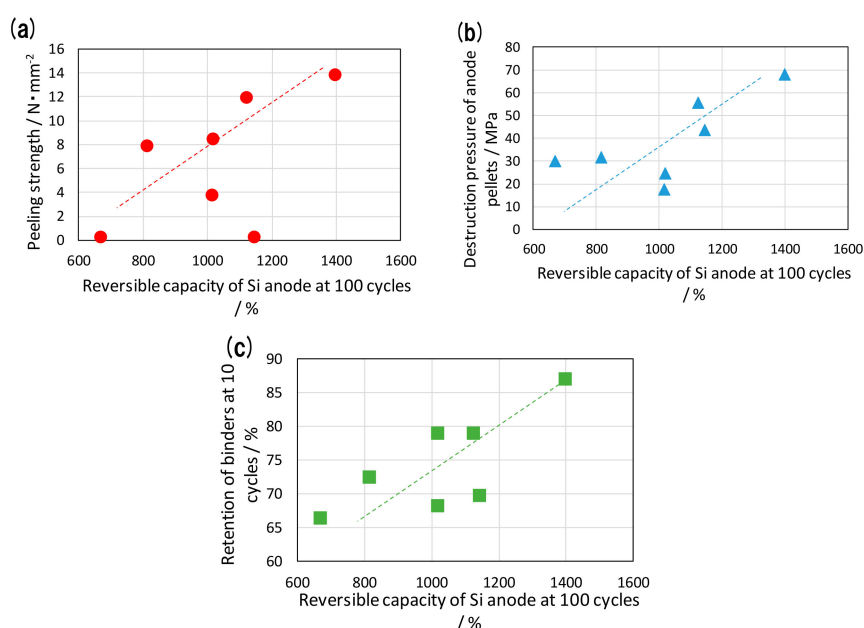 (a)
16
14
12
10
8
6
4
2
0
Peeling strength / N・mm⁻²
600 800 1000 1200 1400 1600
Reversible capacity of Si anode at 100 cycles
/ %
(b)
80
70
60
50
40
30
20
10
0
Destruction pressure of anode
pellets / MPa
600 800 1000 1200 1400 1600
Reversible capacity of Si anode at 100 cycles
/ %
(c)
90
85
80
75
70
65
60
Retention of binders at 10
cycles / %
600 800 1000 1200 1400 1600
Reversible capacity of Si anode at 100 cycles
/ %